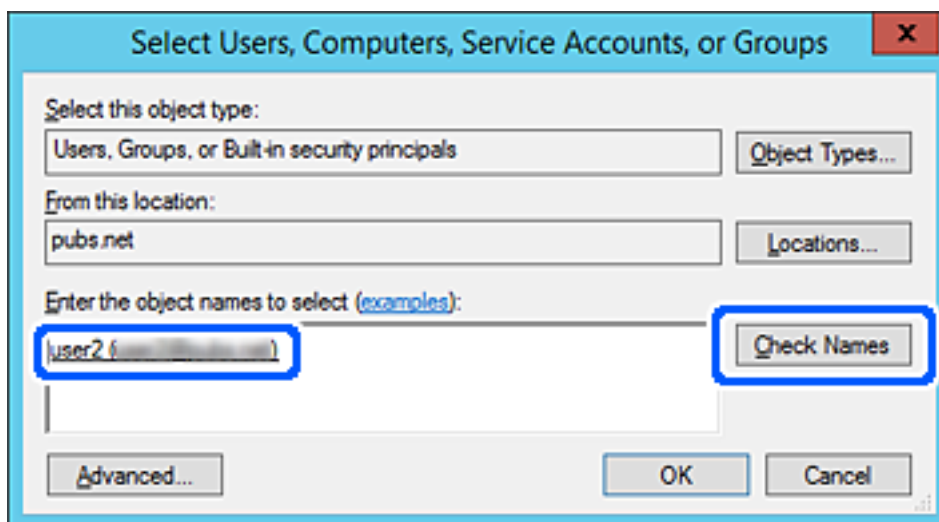 Select Users, Computers, Service Accounts, or Groups
x
Select this object type:
Users, Groups, or Built-in security principals
Object Types...
From this location:
pubs.net
Locations...
Enter the object names to select (examples):
user2 ( )
Check Names
Advanced...
OK
Cancel